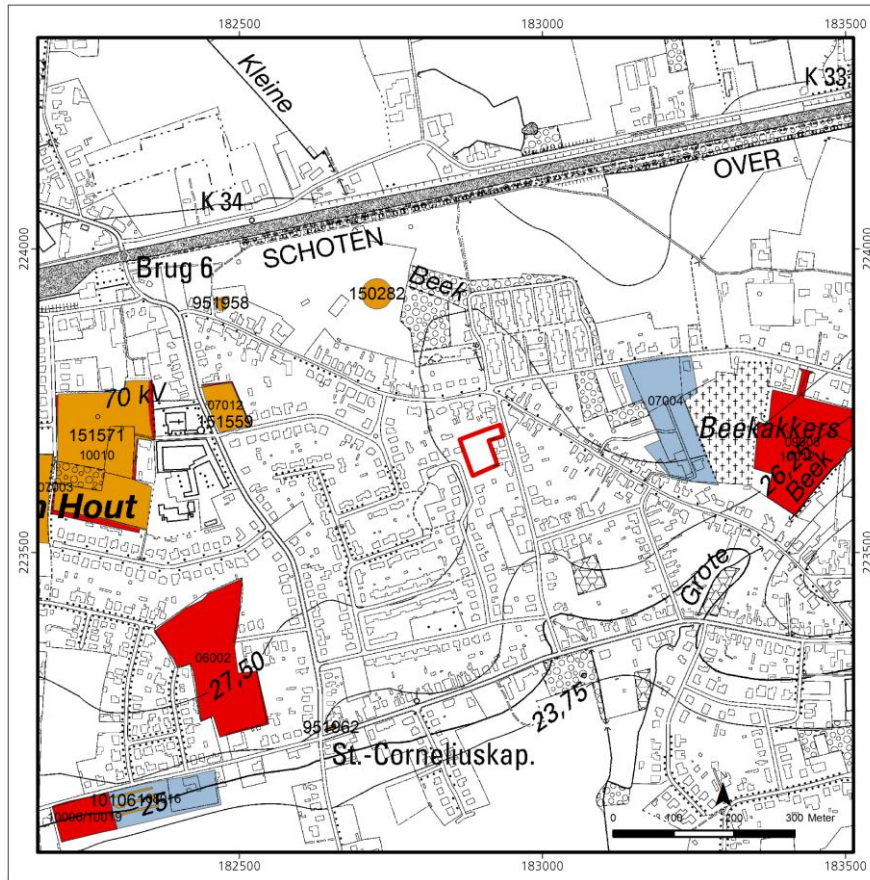 182500 183000 183500
Kleine
K 33
OVER
K 34
SCHOTEN
224000 224000
Brug 6
Beek
150282
951958
70 kV
07012
151559
07004
151571
10010
Beekakkers
26,25
Beek
Hout
223500 223500
Grote
06002
27,50
23,75
951962
St.-Corneliuskap.
25
10008/10019
0 100 200 300 Meter
182500 183000 183500